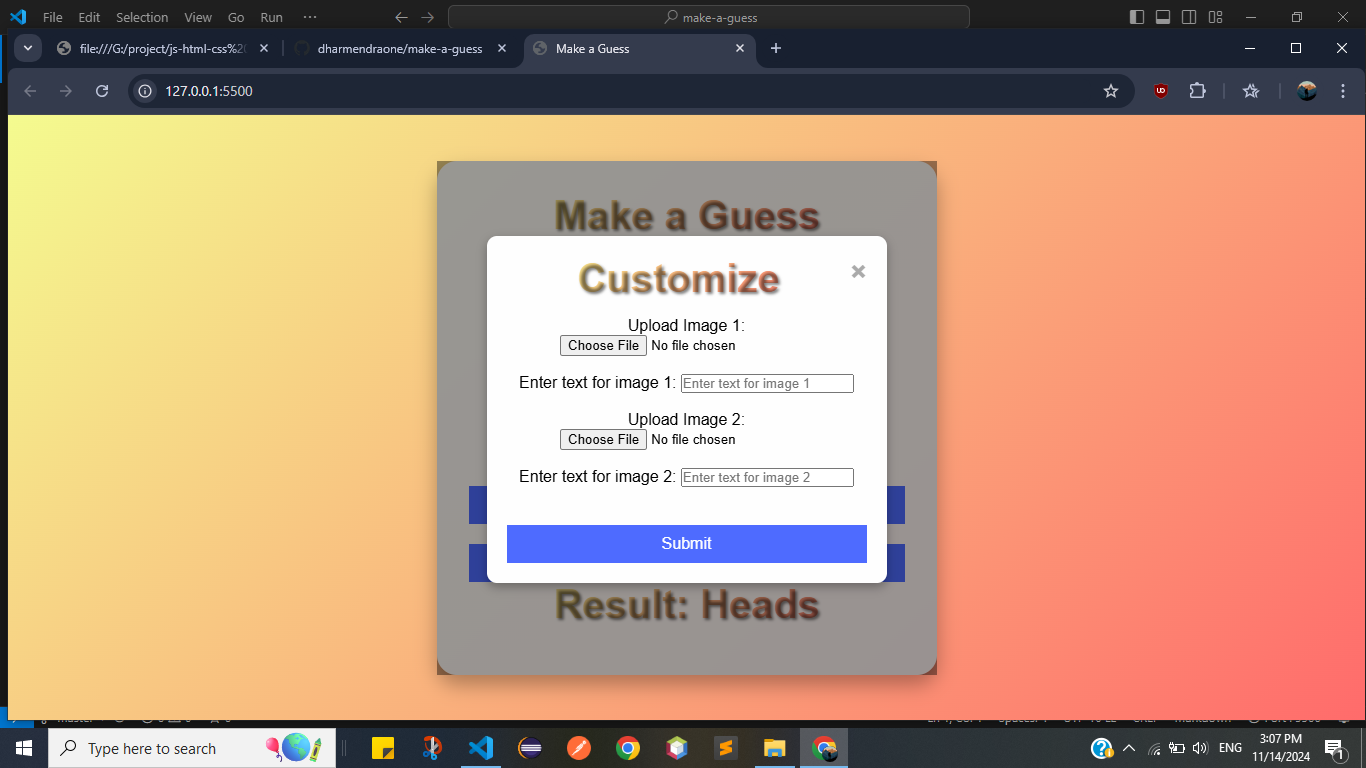 File Edit Selection View Go Run ··· make-a-guess
file:///G:/project/js-html-css%20 dharmendraone/make-a-guess Make a Guess
127.0.0.1:5500
Make a Guess
Customize
Upload Image 1:
Choose File No file chosen
Enter text for image 1: Enter text for image 1
Upload Image 2:
Choose File No file chosen
Enter text for image 2: Enter text for image 2
Submit
Result: Heads
Type here to search
ENG
3:07 PM
11/14/2024
1